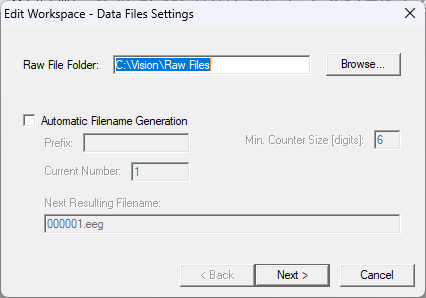 Edit Workspace - Data Files Settings
Raw File Folder: C:\Vision\Raw Files Browse...
Automatic Filename Generation
Prefix: Min. Counter Size [digits]: 6
Current Number: 1
Next Resulting Filename:
000001.eeg
< Back Next > Cancel